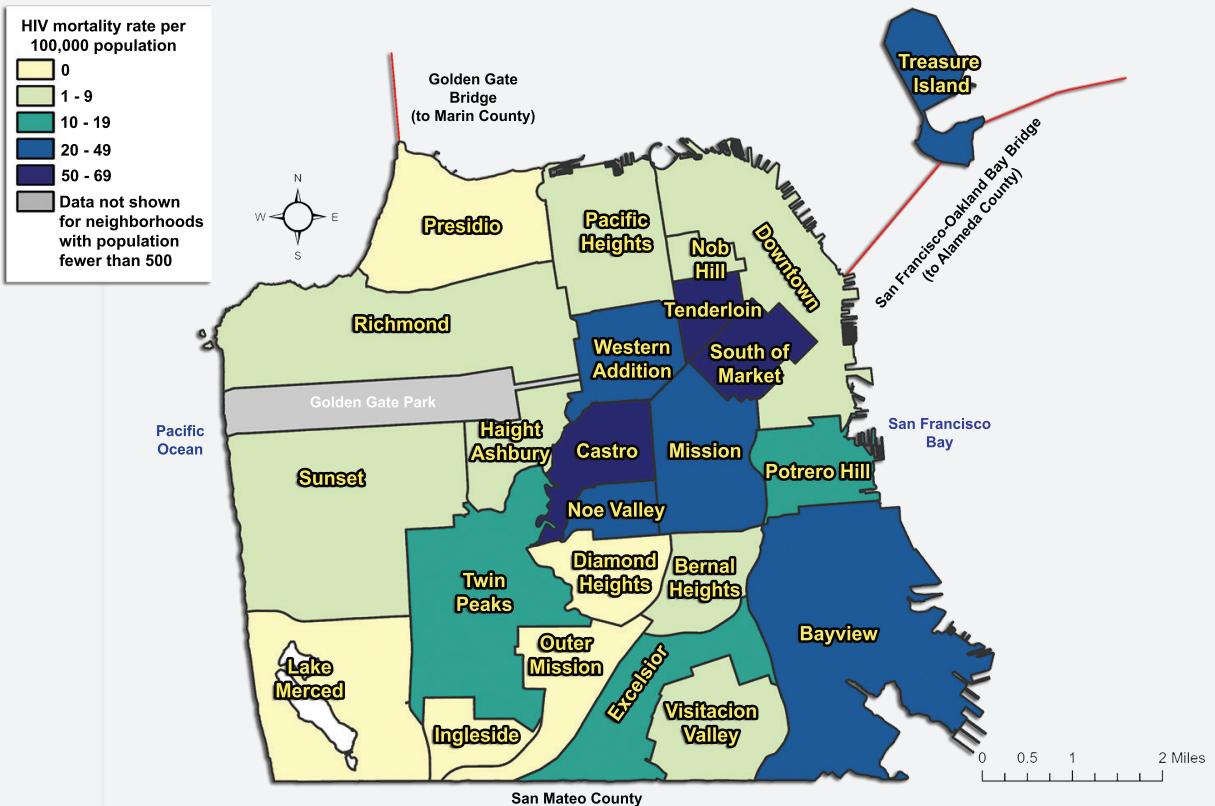 HIV mortality rate per
100,000 population
0
1 - 9
10 - 19
20 - 49
50 - 69
Data not shown
for neighborhoods
with population
fewer than 500
Golden Gate
Bridge
(to Marin County)
Treasure
Island
San Francisco-Oakland Bay Bridge
(to Alameda County)
N
W
E
S
Presidio
Pacific
Heights
Nob
Hill
Downtown
Richmond
Tenderloin
Western
Addition
South of
Market
Golden Gate Park
Pacific
Ocean
San Francisco
Bay
Haight
Ashbury
Castro
Mission
Potrero Hill
Sunset
Noe Valley
Diamond
Heights
Bernal
Heights
Twin
Peaks
Bayview
Outer
Mission
Lake
Merced
Excelsior
Visitacion
Valley
Ingleside
0 0.5 1 2 Miles
San Mateo County